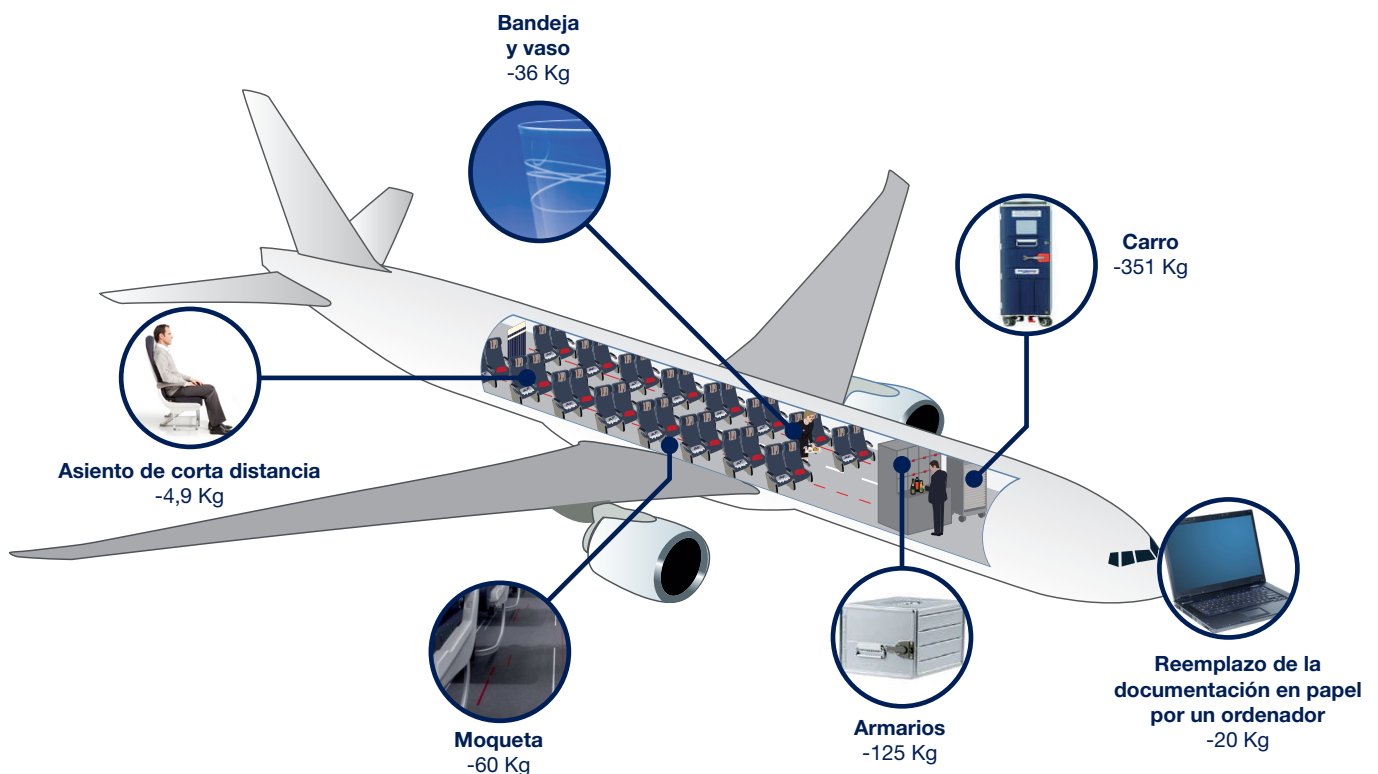 Bandeja
y vaso
-36 Kg
Carro
-351 Kg
Asiento de corta distancia
-4,9 Kg
Moqueta
-60 Kg
Armarios
-125 Kg
Reemplazo de la
documentación en papel
por un ordenador
-20 Kg